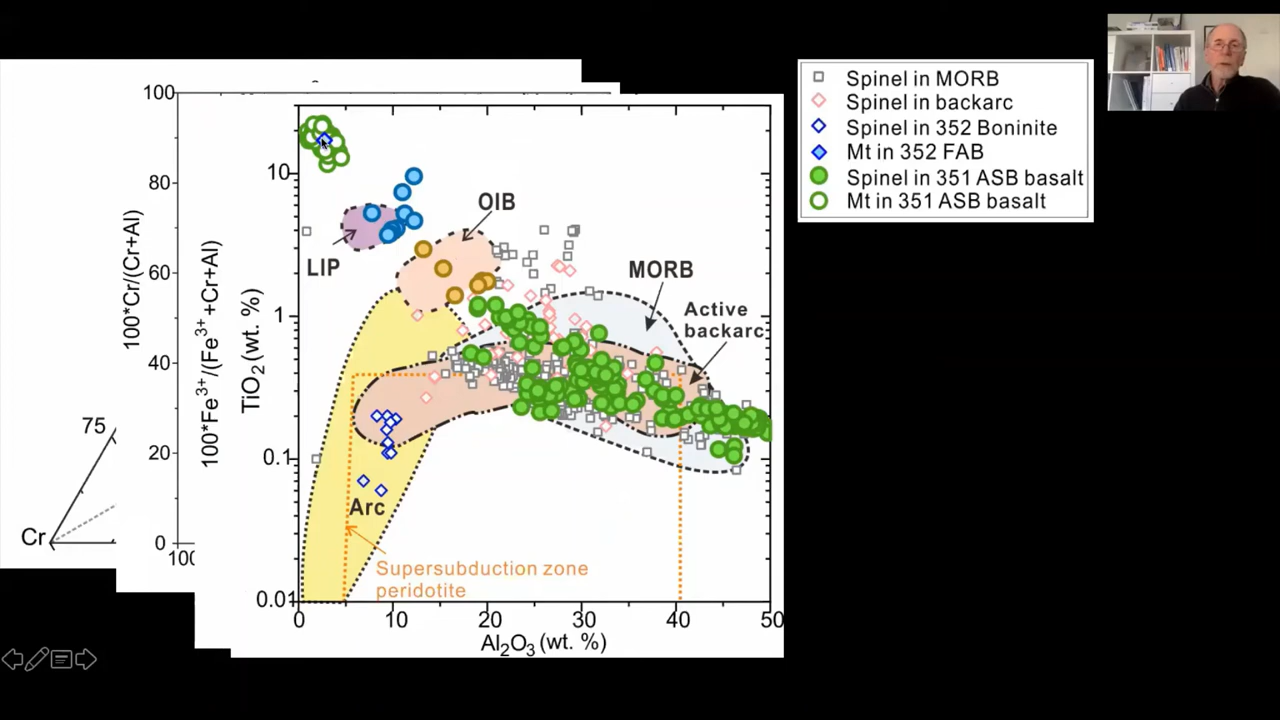 Spinel in MORB
Spinel in backarc
Spinel in 352 Boninite
Mt in 352 FAB
Spinel in 351 ASB basalt
Mt in 351 ASB basalt
75
Cr
100*Cr/(Cr+Al)
100
80
60
40
20
0
100
100*Fe³⁺/(Fe³⁺+Cr+Al)
TiO₂ (wt. %)
10
1
0.1
0.01
OIB
LIP
MORB
Active
backarc
Arc
Supersubduction zone
peridotite
0
10
20
30
40
50
Al₂O₃ (wt. %)